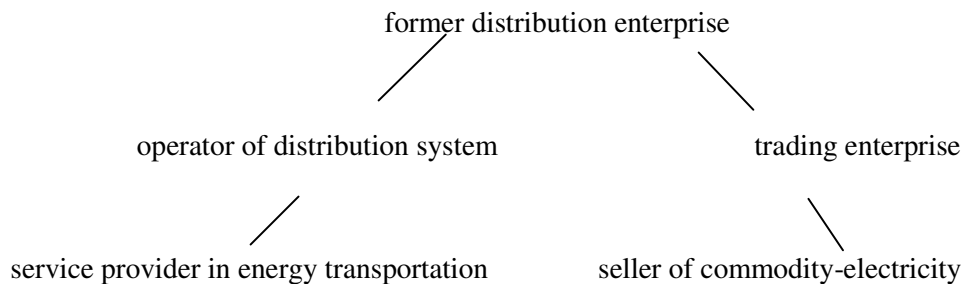 former distribution enterprise
operator of distribution system
trading enterprise
service provider in energy transportation
seller of commodity-electricity